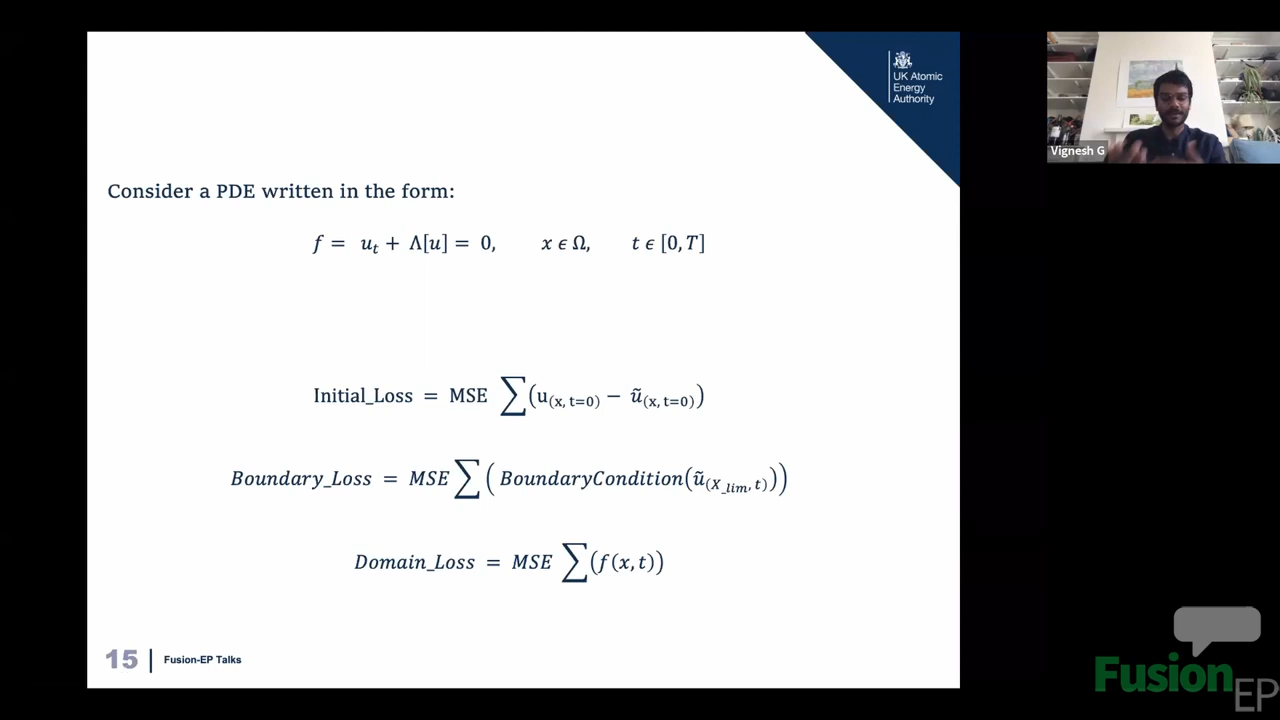 UK Atomic
Energy
Authority
Vignesh G
Consider a PDE written in the form:
f = u_t + Λ[u] = 0, x ϵ Ω, t ϵ [0, T]
Initial_Loss = MSE ∑(u_(x, t=0) − ũ_(x, t=0))
Boundary_Loss = MSE ∑( BoundaryCondition(ũ_(X_lim, t)))
Domain_Loss = MSE ∑(f(x, t))
15 | Fusion-EP Talks
Fusion
EP